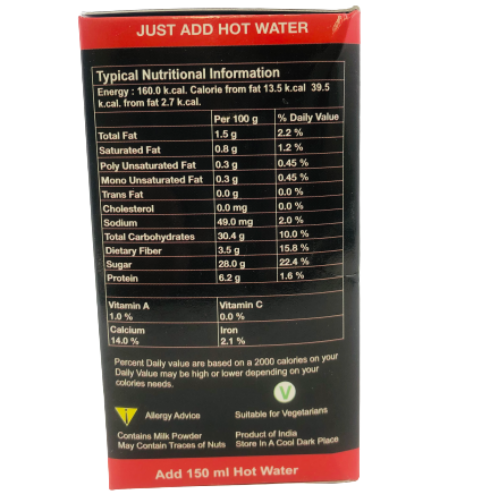 JUST ADD HOT WATER
Typical Nutritional Information
Energy : 160.0 k.cal. Calorie from fat 13.5 k.cal 39.5
k.cal. from fat 2.7 k.cal.
Per 100 g % Daily Value
Total Fat 1.5 g 2.2 %
Saturated Fat 0.8 g 1.2 %
Poly Unsaturated Fat 0.3 g 0.45 %
Mono Unsaturated Fat 0.3 g 0.45 %
Trans Fat 0.0 g 0.0 %
Cholesterol 0.0 mg 0.0 %
Sodium 49.0 mg 2.0 %
Total Carbohydrates 30.4 g 10.0 %
Dietary Fiber 3.5 g 15.8 %
Sugar 28.0 g 22.4 %
Protein 6.2 g 1.6 %
Vitamin A Vitamin C
1.0 % 0.0 %
Calcium Iron
14.0 % 2.1 %
Percent Daily value are based on a 2000 calories on your
Daily Value may be high or lower depending on your
calories needs.
V
i Allergy Advice Suitable for Vegetarians
Contains Milk Powder Product of India
May Contain Traces of Nuts Store In A Cool Dark Place
Add 150 ml Hot Water